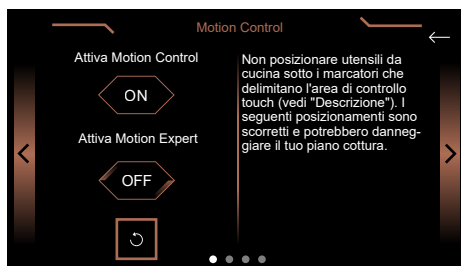 Motion Control
Attiva Motion Control
ON
Attiva Motion Expert
OFF
Non posizionare utensili da
cucina sotto i marcatori che
delimitano l'area di controllo
touch (vedi "Descrizione"). I
seguenti posizionamenti sono
scorretti e potrebbero danneg-
giare il tuo piano cottura.